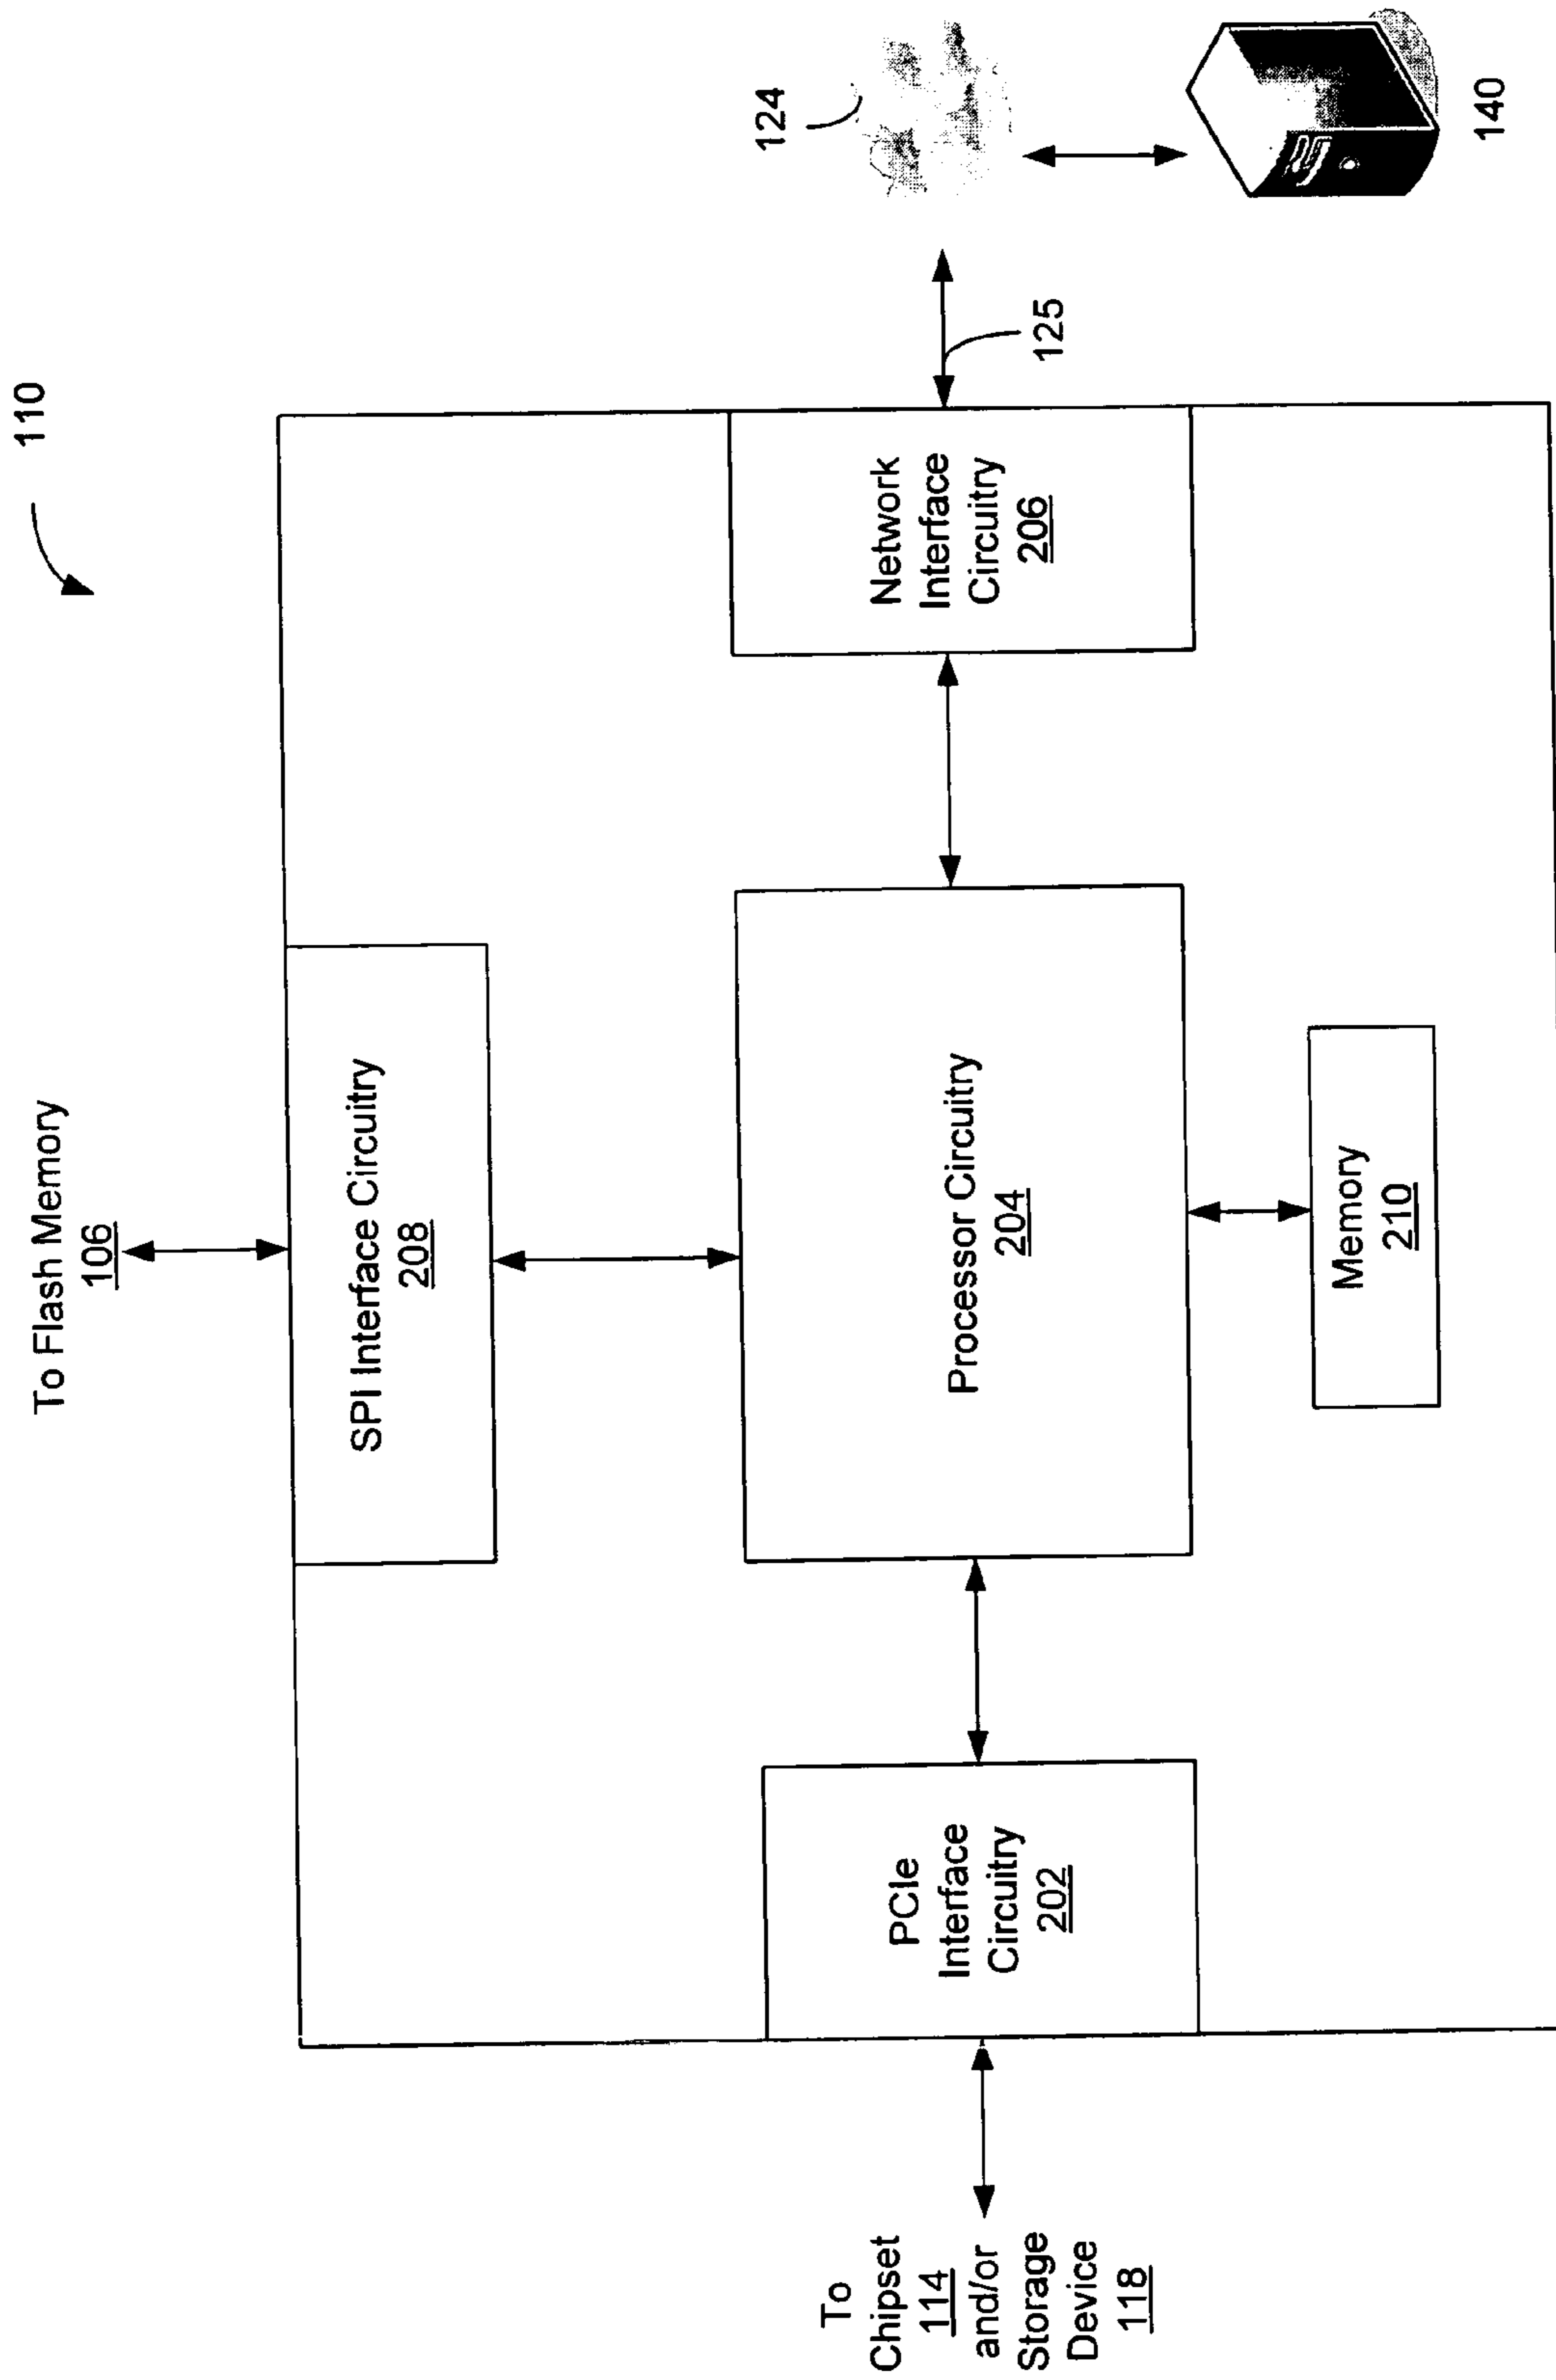 110
To Flash Memory
106
SPI Interface Circuitry
208
To
Chipset
114
and/or
Storage
Device
118
PCIe
Interface
Circuitry
202
Processor Circuitry
204
Network
Interface
Circuitry
206
125
124
140
Memory
210